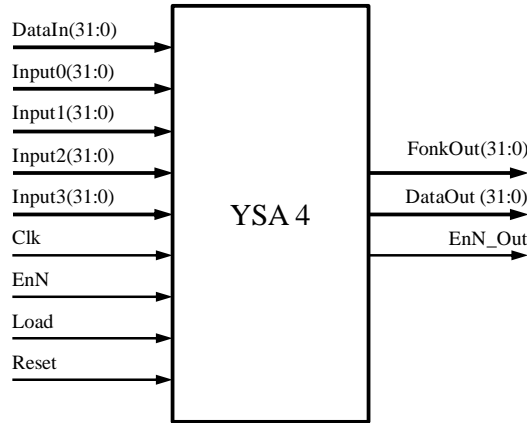 DataIn(31:0)
Input0(31:0)
Input1(31:0)
Input2(31:0)
Input3(31:0)
Clk
EnN
Load
Reset
YSA 4
FonkOut(31:0)
DataOut (31:0)
EnN_Out